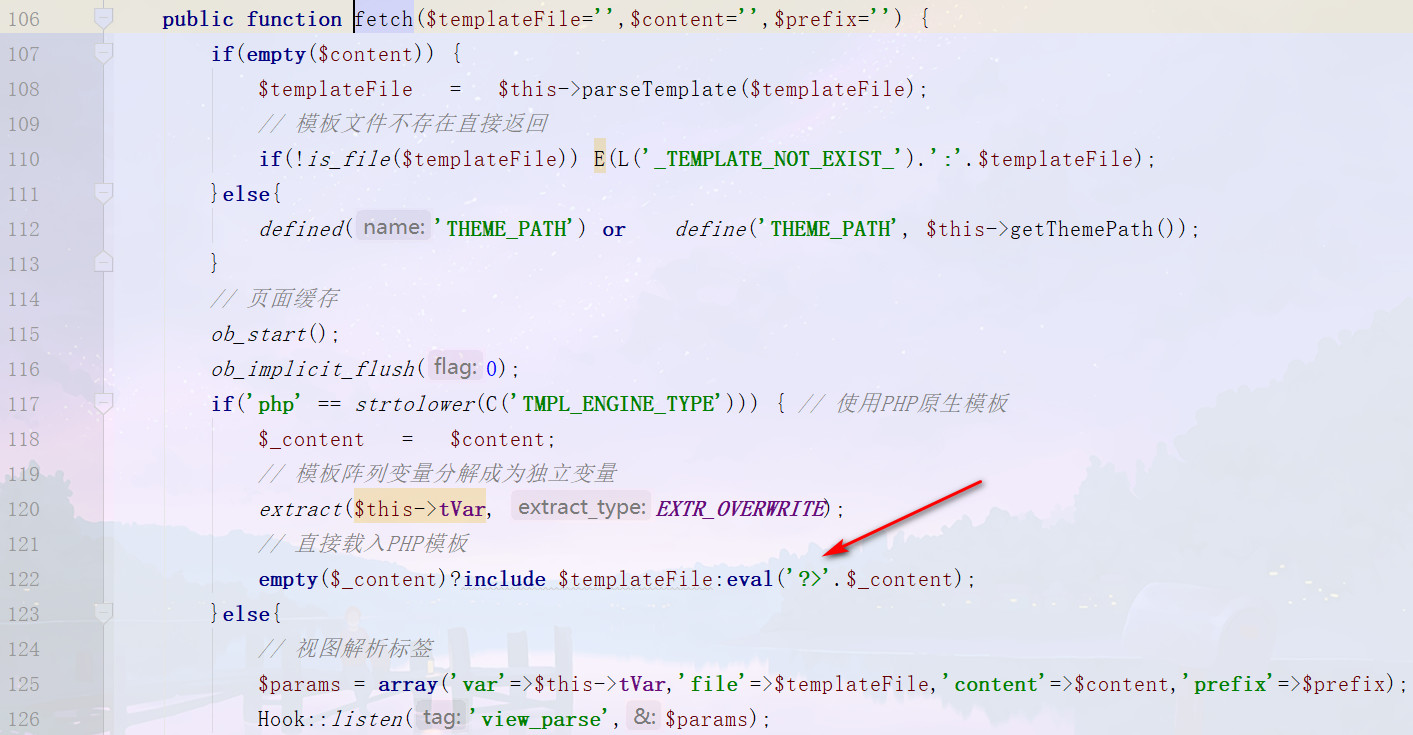 106 public function fetch($templateFile='',$content='',$prefix='') {
107 if(empty($content)) {
108 $templateFile   =   $this->parseTemplate($templateFile);
109 // 模板文件不存在直接返回
110 if(!is_file($templateFile)) E(L('_TEMPLATE_NOT_EXIST_').':'.$templateFile);
111 }else{
112 defined( name: 'THEME_PATH') or    define('THEME_PATH', $this->getThemePath());
113 }
114 // 页面缓存
115 ob_start();
116 ob_implicit_flush( flag: 0);
117 if('php' == strtolower(C('TMPL_ENGINE_TYPE'))) { // 使用PHP原生模板
118 $_content   =   $content;
119 // 模板阵列变量分解成为独立变量
120 extract($this->tVar, extract_type: EXTR_OVERWRITE);
121 // 直接载入PHP模板
122 empty($_content)?include $templateFile:eval('?>'.$_content);
123 }else{
124 // 视图解析标签
125 $params = array('var'=>$this->tVar,'file'=>$templateFile,'content'=>$content,'prefix'=>$prefix);
126 Hook::listen( tag: 'view_parse', &: $params);